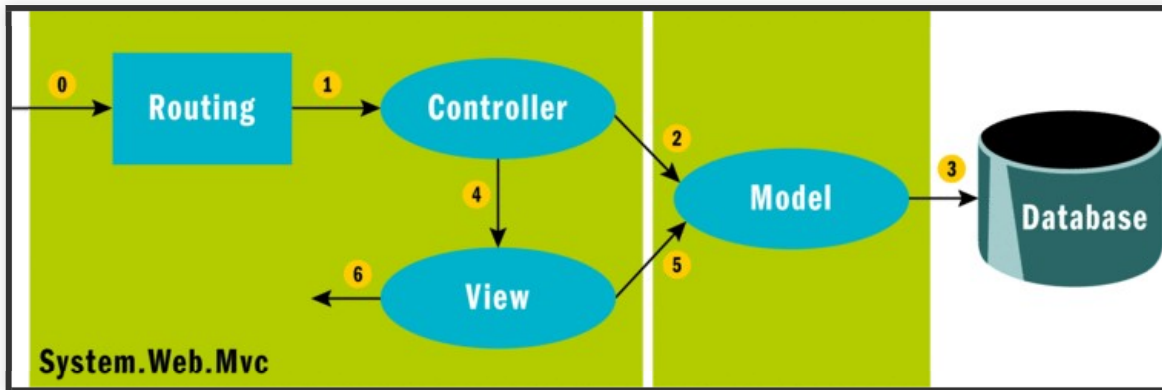 0
Routing
1
Controller
2
Model
3
Database
4
View
5
6
System.Web.Mvc